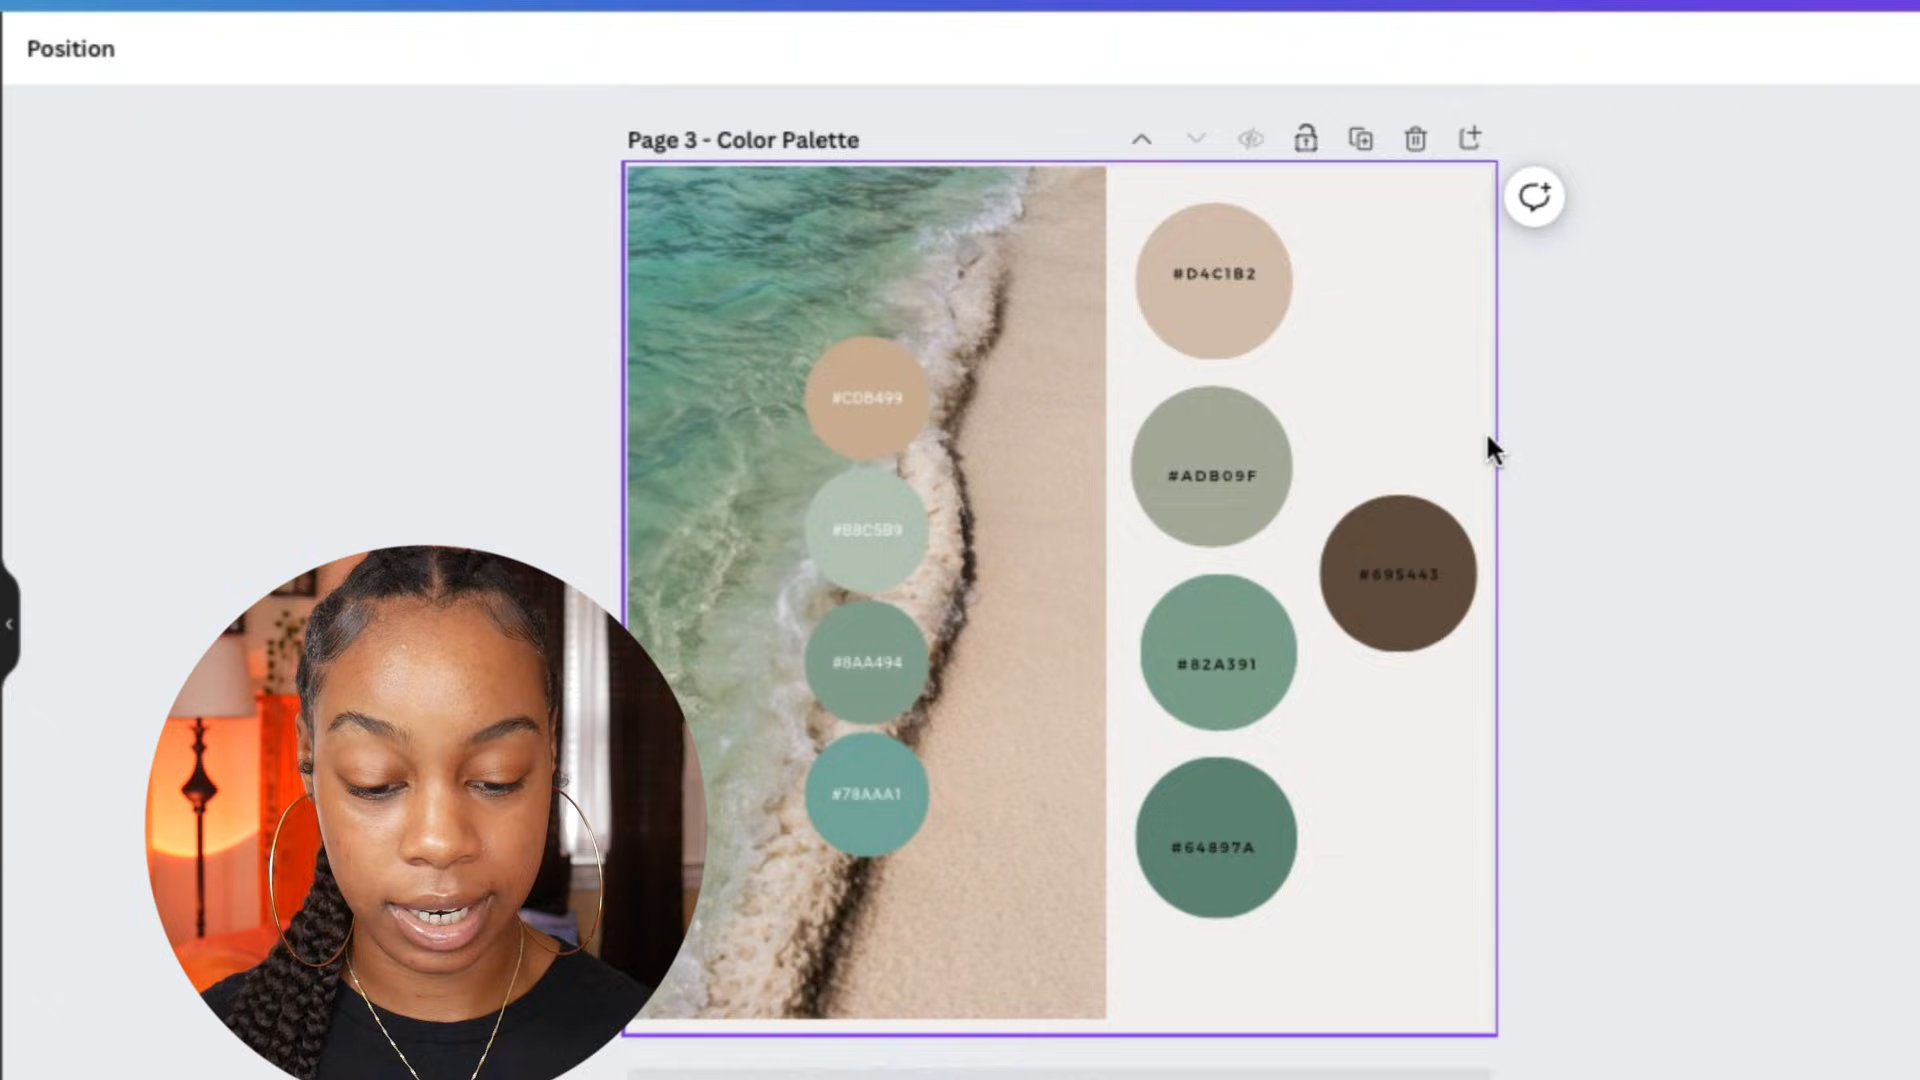 Position
Page 3 - Color Palette
#CDB499
#B8C5B9
#8AA494
#78AAA1
#D4C1B2
#ADB09F
#82A391
#64897A
#695443